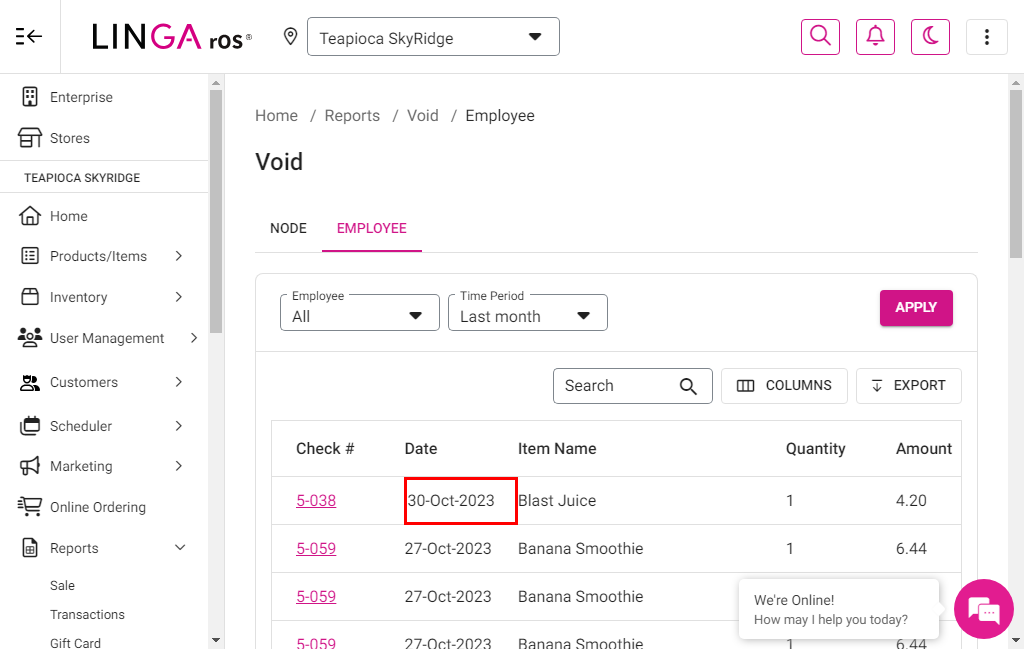 LINGA ros®
Teapioca SkyRidge
Enterprise
Stores
TEAPIOCA SKYRIDGE
Home
Products/Items
Inventory
User Management
Customers
Scheduler
Marketing
Online Ordering
Reports
Sale
Transactions
Gift Card
Home / Reports / Void / Employee
Void
NODE EMPLOYEE
Employee
All
Time Period
Last month
APPLY
Search
COLUMNS
EXPORT
Check # Date Item Name Quantity Amount
5-038 30-Oct-2023 Blast Juice 1 4.20
5-059 27-Oct-2023 Banana Smoothie 1 6.44
5-059 27-Oct-2023 Banana Smoothie
5-059 27-Oct-2023 Banana Smoothie 1 6.44
We're Online!
How may I help you today?